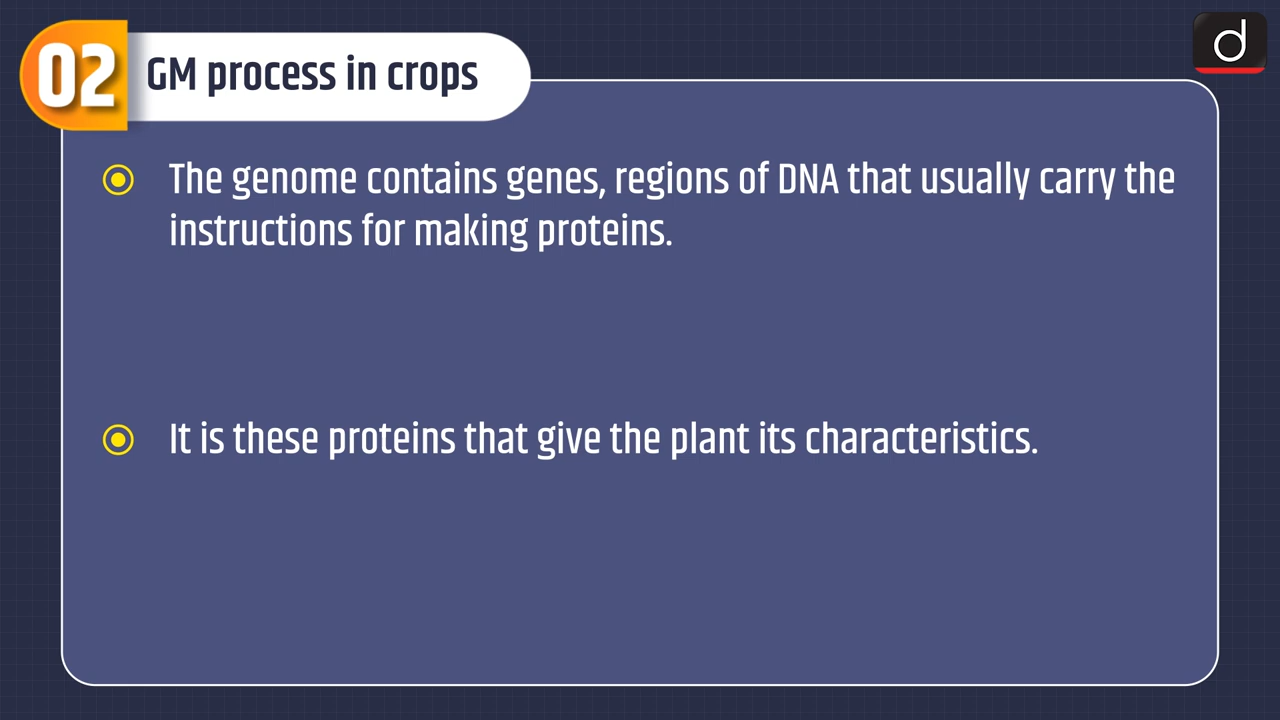 02
GM process in crops
d
The genome contains genes, regions of DNA that usually carry the
instructions for making proteins.
It is these proteins that give the plant its characteristics.